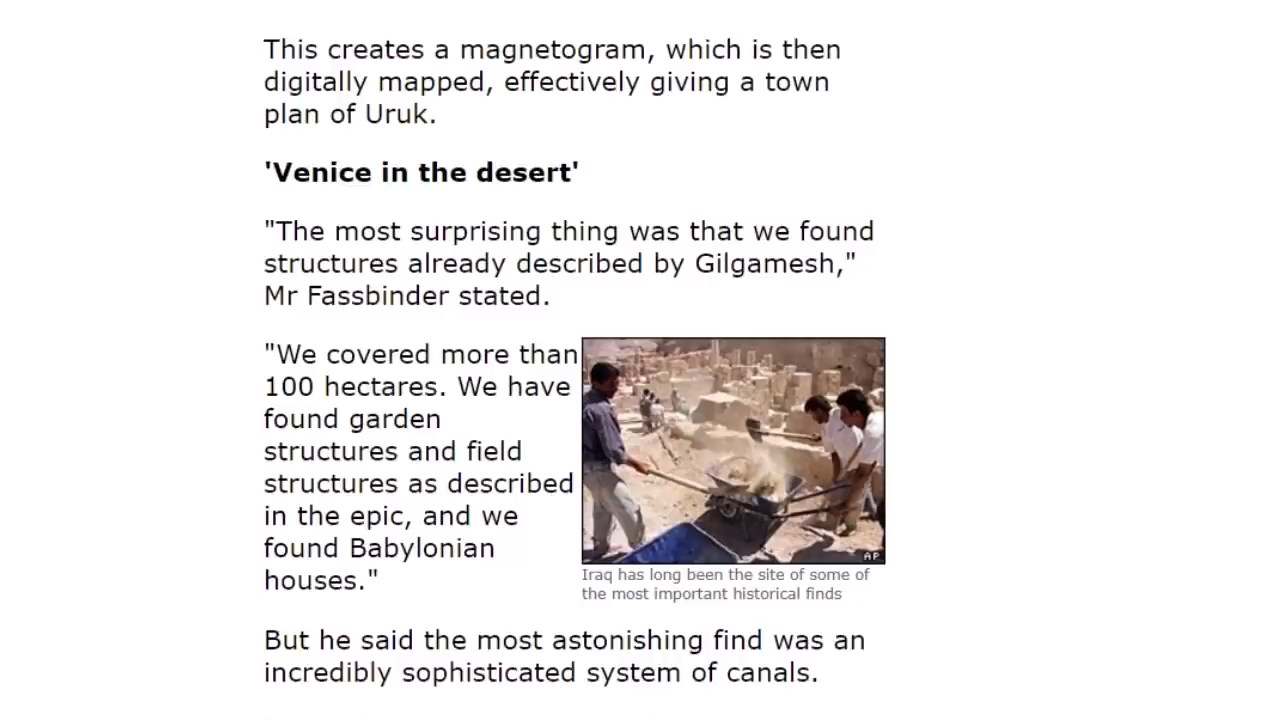 This creates a magnetogram, which is then
digitally mapped, effectively giving a town
plan of Uruk.
'Venice in the desert'
"The most surprising thing was that we found
structures already described by Gilgamesh,"
Mr Fassbinder stated.
"We covered more than
100 hectares. We have
found garden
structures and field
structures as described
in the epic, and we
found Babylonian
houses."
AP
Iraq has long been the site of some of
the most important historical finds
But he said the most astonishing find was an
incredibly sophisticated system of canals.